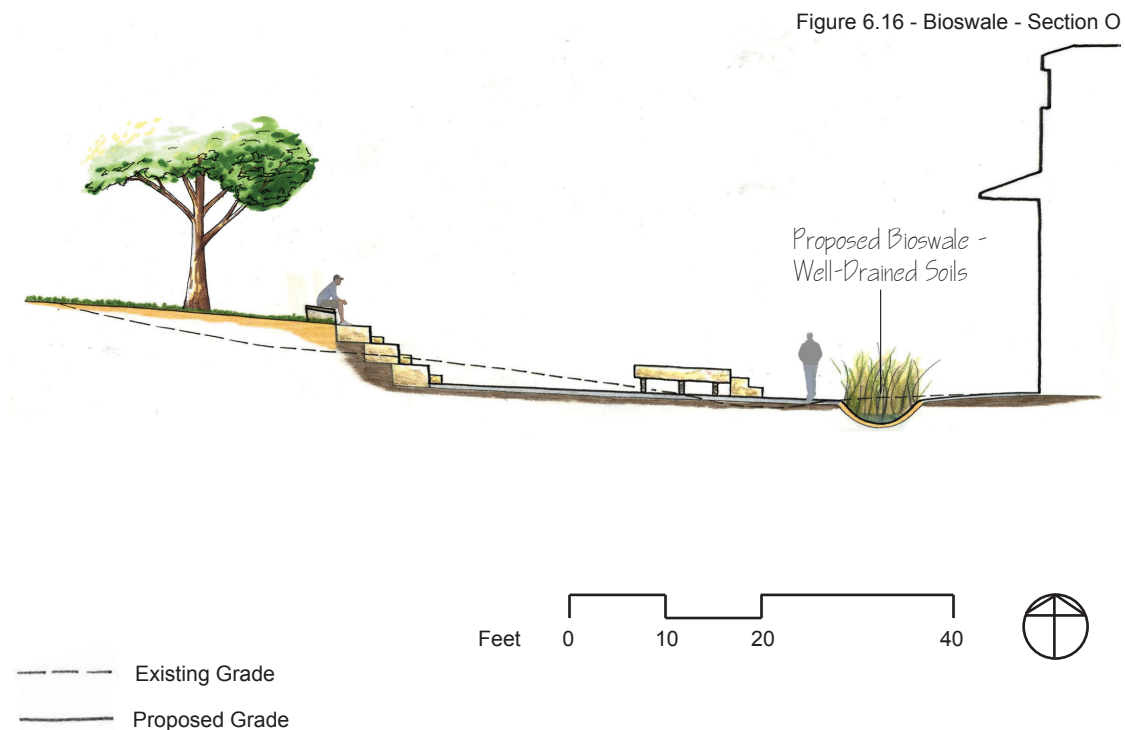 Figure 6.16 - Bioswale - Section O
Proposed Bioswale -
Well-Drained Soils
Feet 0 10 20 40
Existing Grade
Proposed Grade